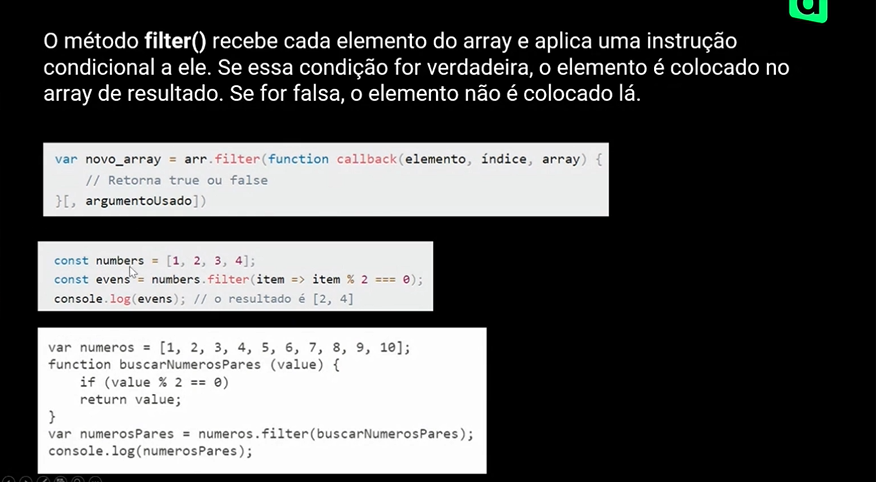 O método filter() recebe cada elemento do array e aplica uma instrução
condicional a ele. Se essa condição for verdadeira, o elemento é colocado no
array de resultado. Se for falsa, o elemento não é colocado lá.
var novo_array = arr.filter(function callback(elemento, índice, array) {
    // Retorna true ou false
}[, argumentoUsado])
const numbers = [1, 2, 3, 4];
const evens = numbers.filter(item => item % 2 === 0);
console.log(evens); // o resultado é [2, 4]
var numeros = [1, 2, 3, 4, 5, 6, 7, 8, 9, 10];
function buscarNumerosPares (value) {
    if (value % 2 == 0)
    return value;
}
var numerosPares = numeros.filter(buscarNumerosPares);
console.log(numerosPares);